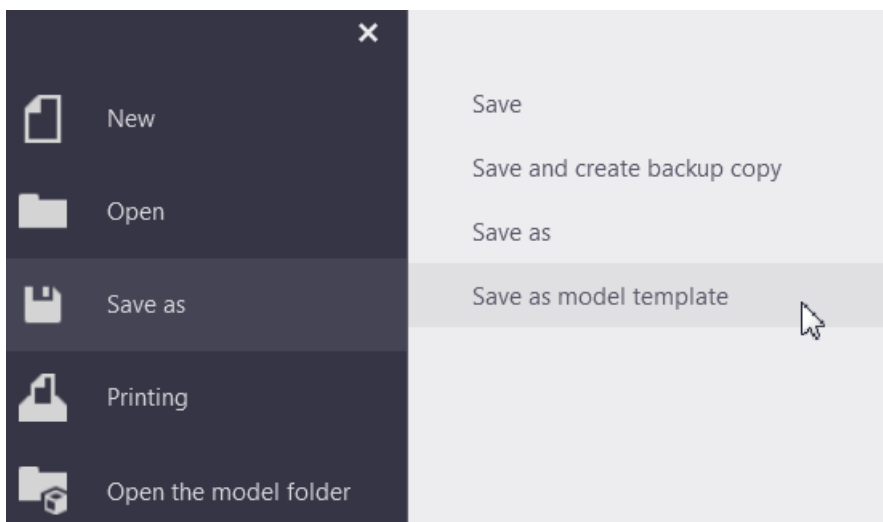 New
Open
Save as
Printing
Open the model folder
Save
Save and create backup copy
Save as
Save as model template